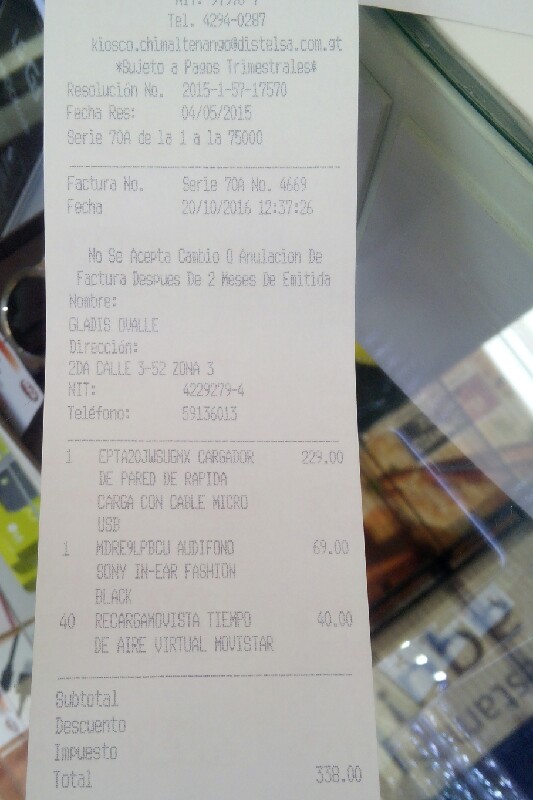 Tel. 4294-0287
kiosco.chimaltenango@distelsa.com.gt
*Sujeto a Pagos Trimestrales*
Resolución No. 2015-1-57-17570
Fecha Res: 04/05/2015
Serie 70A de la 1 a la 75000
Factura No. Serie 70A No. 4669
Fecha 20/10/2016 12:37:26
No Se Acepta Cambio O Anulacion De
Factura Despues De 2 Meses De Emitida
Nombre:
GLADIS OVALLE
Dirección:
2DA CALLE 3-52 ZONA 3
NIT: 4229279-4
Teléfono: 59136013
1 EPTA20JWSUGMX CARGADOR 229.00
DE PARED DE RAPIDA
CARGA CON CABLE MICRO
USB
1 MDRE9LPBCU AUDIFONO 69.00
SONY IN-EAR FASHION
BLACK
40 RECARGAMOVISTA TIEMPO 40.00
DE AIRE VIRTUAL MOVISTAR
Subtotal
Descuento
Impuesto
Total 338.00